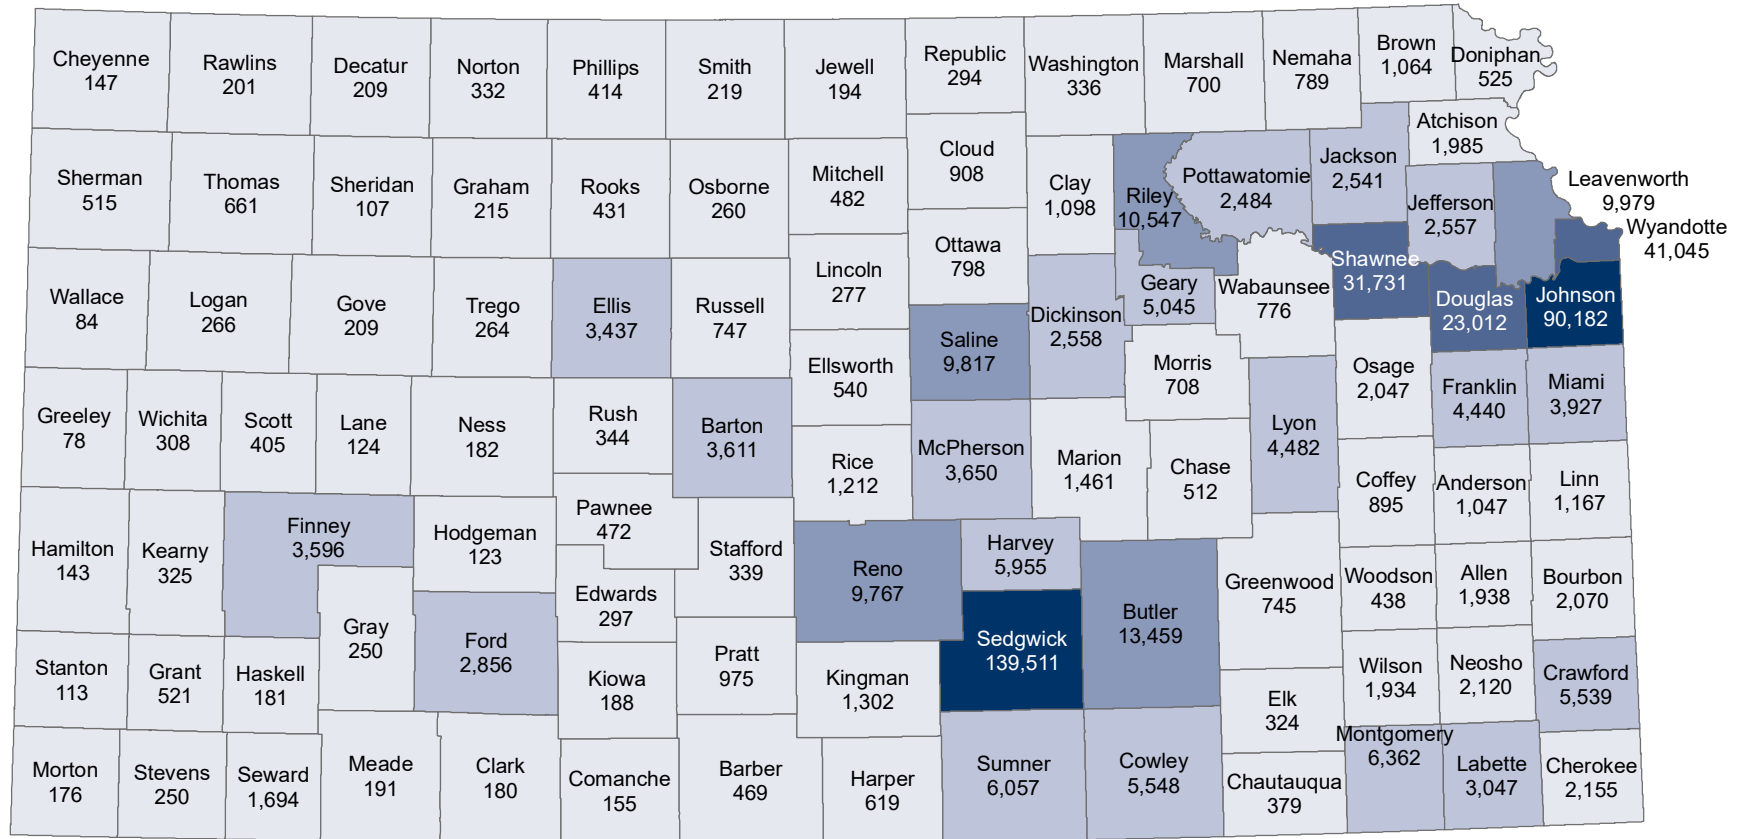 Cheyenne
147
Rawlins
201
Decatur
209
Norton
332
Phillips
414
Smith
219
Jewell
194
Republic
294
Washington
336
Marshall
700
Nemaha
789
Brown
1,064
Doniphan
525
Sherman
515
Thomas
661
Sheridan
107
Graham
215
Rooks
431
Osborne
260
Mitchell
482
Cloud
908
Clay
1,098
Riley
10,547
Pottawatomie
2,484
Jackson
2,541
Atchison
1,985
Jefferson
2,557
Leavenworth
9,979
Wyandotte
41,045
Wallace
84
Logan
266
Gove
209
Trego
264
Ellis
3,437
Russell
747
Lincoln
277
Ottawa
798
Saline
9,817
Dickinson
2,558
Geary
5,045
Wabaunsee
776
Shawnee
31,731
Douglas
23,012
Johnson
90,182
Greeley
78
Wichita
308
Scott
405
Lane
124
Ness
182
Rush
344
Barton
3,611
Ellsworth
540
Rice
1,212
McPherson
3,650
Marion
1,461
Morris
708
Chase
512
Lyon
4,482
Osage
2,047
Franklin
4,440
Miami
3,927
Coffey
895
Anderson
1,047
Linn
1,167
Hamilton
143
Kearny
325
Finney
3,596
Hodgeman
123
Pawnee
472
Stafford
339
Edwards
297
Reno
9,767
Harvey
5,955
Sedgwick
139,511
Butler
13,459
Greenwood
745
Woodson
438
Allen
1,938
Bourbon
2,070
Stanton
113
Grant
521
Haskell
181
Gray
250
Ford
2,856
Kiowa
188
Pratt
975
Kingman
1,302
Elk
324
Wilson
1,934
Neosho
2,120
Crawford
5,539
Morton
176
Stevens
250
Seward
1,694
Meade
191
Clark
180
Comanche
155
Barber
469
Harper
619
Sumner
6,057
Cowley
5,548
Chautauqua
379
Montgomery
6,362
Labette
3,047
Cherokee
2,155